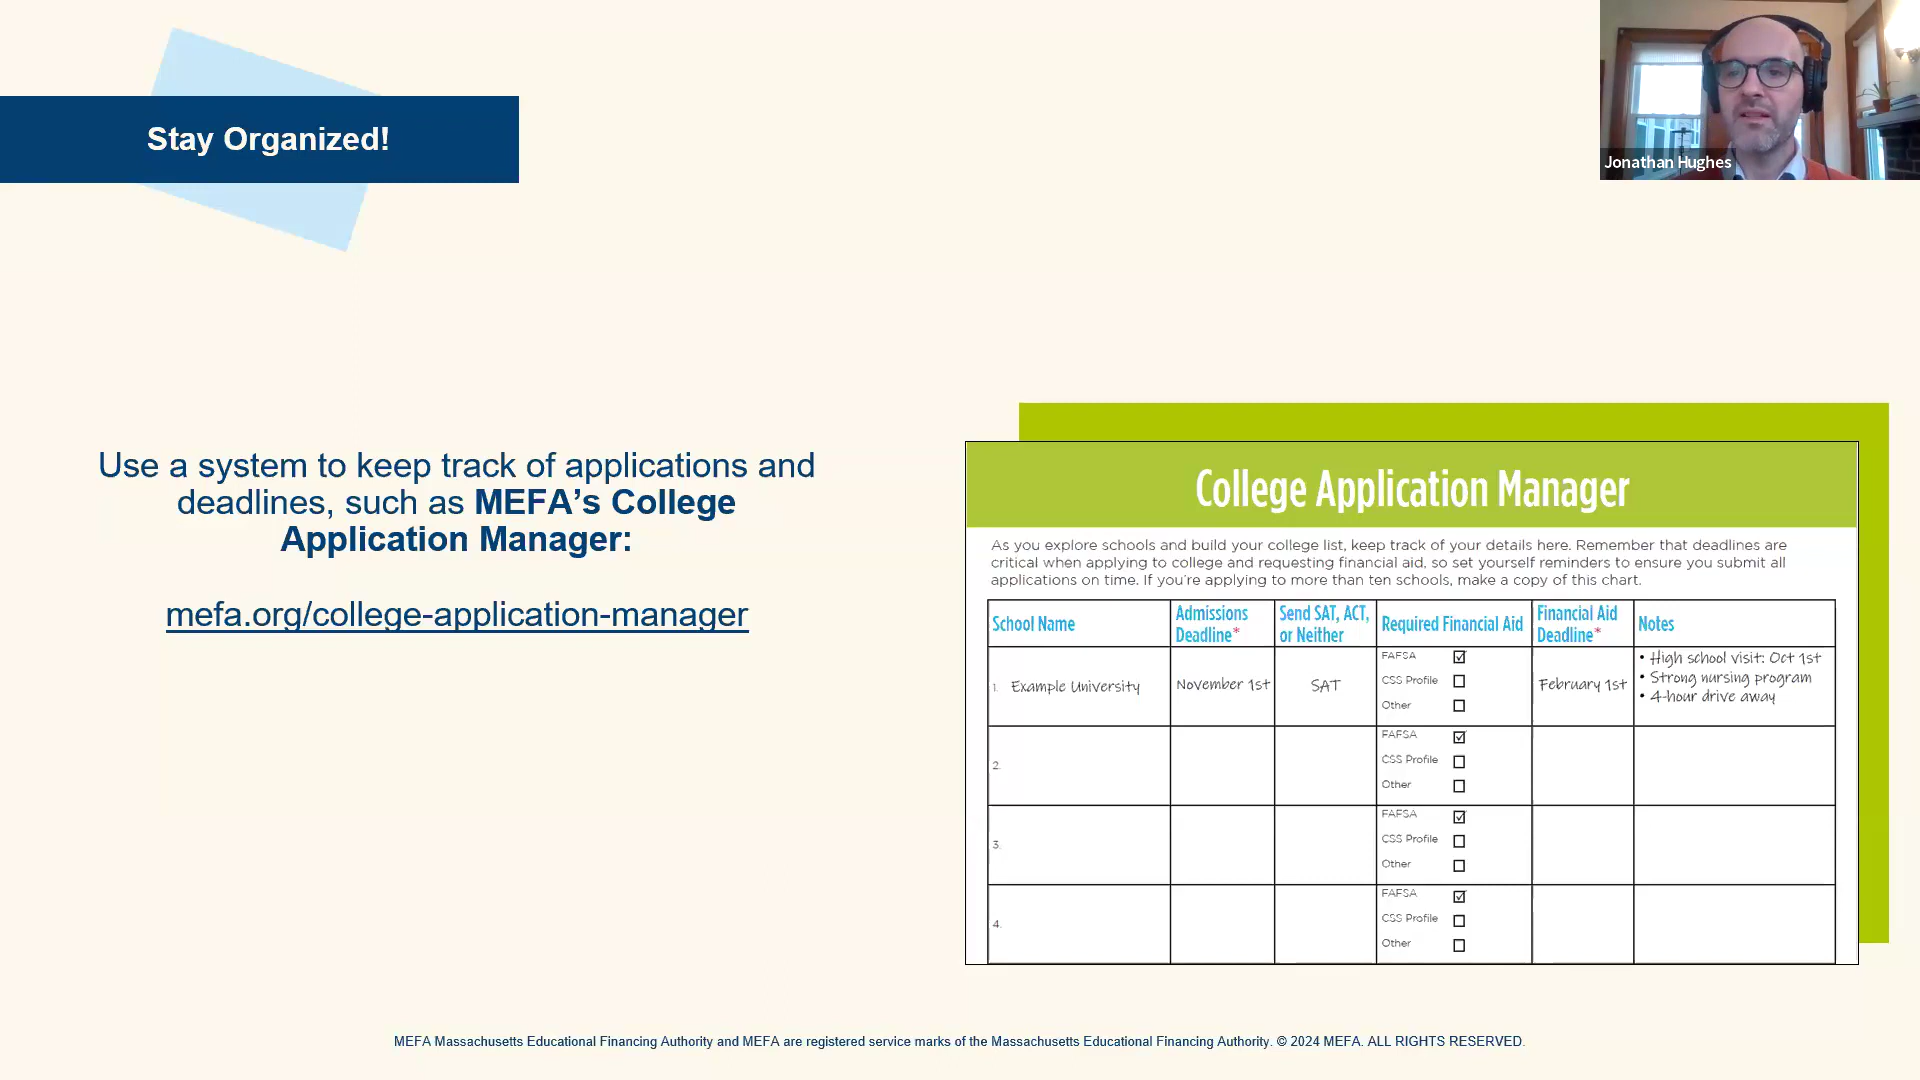 Stay Organized!
Jonathan Hughes
Use a system to keep track of applications and
deadlines, such as MEFA’s College
Application Manager:
mefa.org/college-application-manager
College Application Manager
As you explore schools and build your college list, keep track of your details here. Remember that deadlines are
critical when applying to college and requesting financial aid, so set yourself reminders to ensure you submit all
applications on time. If you're applying to more than ten schools, make a copy of this chart.
School Name
Admissions
Deadline*
Send SAT, ACT,
or Neither
Required Financial Aid
Financial Aid
Deadline*
Notes
1. Example University
November 1st
SAT
FAFSA ☑
CSS Profile ☐
Other ☐
February 1st
• High school visit: Oct 1st
• Strong nursing program
• 4-hour drive away
2.
FAFSA ☑
CSS Profile ☐
Other ☐
3.
FAFSA ☑
CSS Profile ☐
Other ☐
4.
FAFSA ☑
CSS Profile ☐
Other ☐
MEFA Massachusetts Educational Financing Authority and MEFA are registered service marks of the Massachusetts Educational Financing Authority. © 2024 MEFA. ALL RIGHTS RESERVED.